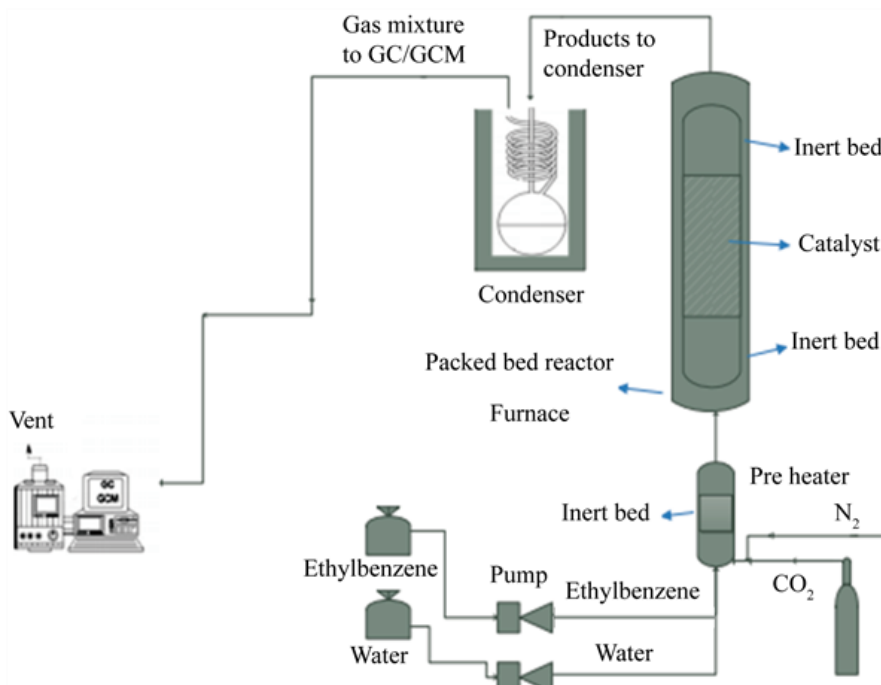 Gas mixture
to GC/GCM
Products to
condenser
Inert bed
Catalyst
Condenser
Inert bed
Packed bed reactor
Furnace
Vent
GC
GCM
Pre heater
Inert bed
N₂
Ethylbenzene
Pump
Ethylbenzene
CO₂
Water
Water